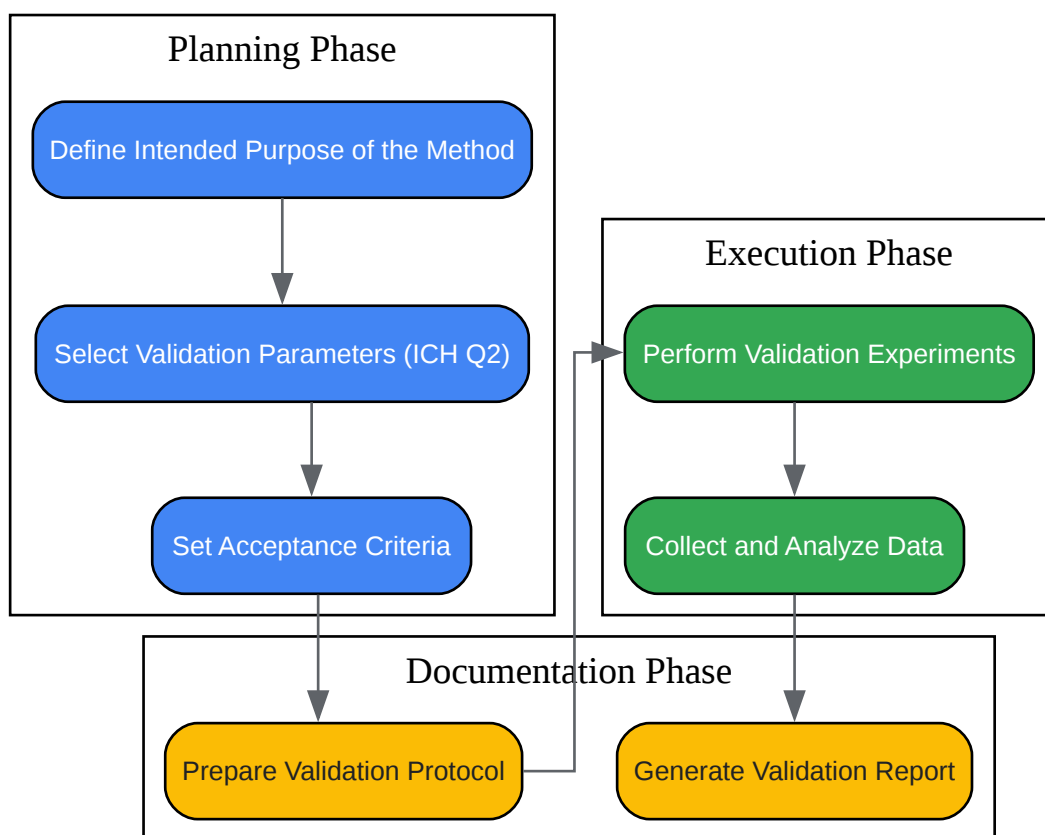 Planning Phase
Define Intended Purpose of the Method
Select Validation Parameters (ICH Q2)
Set Acceptance Criteria
Execution Phase
Perform Validation Experiments
Collect and Analyze Data
Documentation Phase
Prepare Validation Protocol
Generate Validation Report